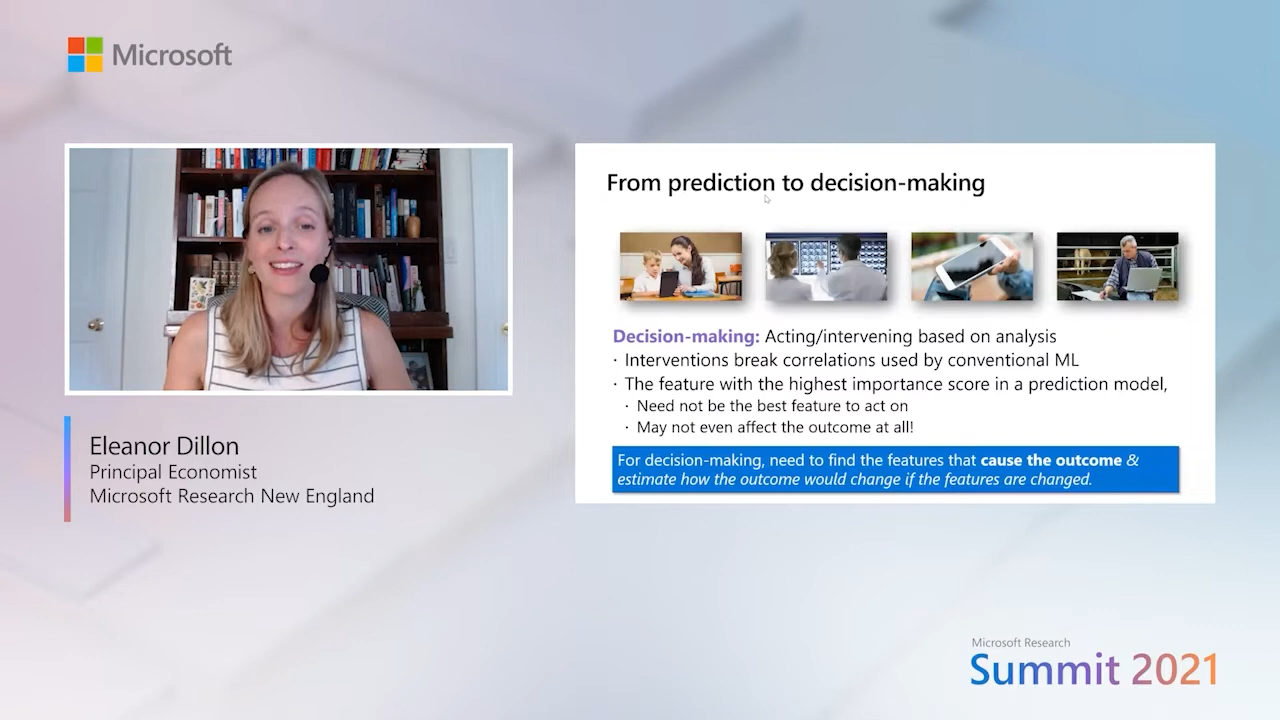 Microsoft
From prediction to decision-making
Decision-making: Acting/intervening based on analysis
· Interventions break correlations used by conventional ML
· The feature with the highest importance score in a prediction model,
· Need not be the best feature to act on
· May not even affect the outcome at all!
For decision-making, need to find the features that cause the outcome &
estimate how the outcome would change if the features are changed.
Eleanor Dillon
Principal Economist
Microsoft Research New England
Microsoft Research
Summit 2021